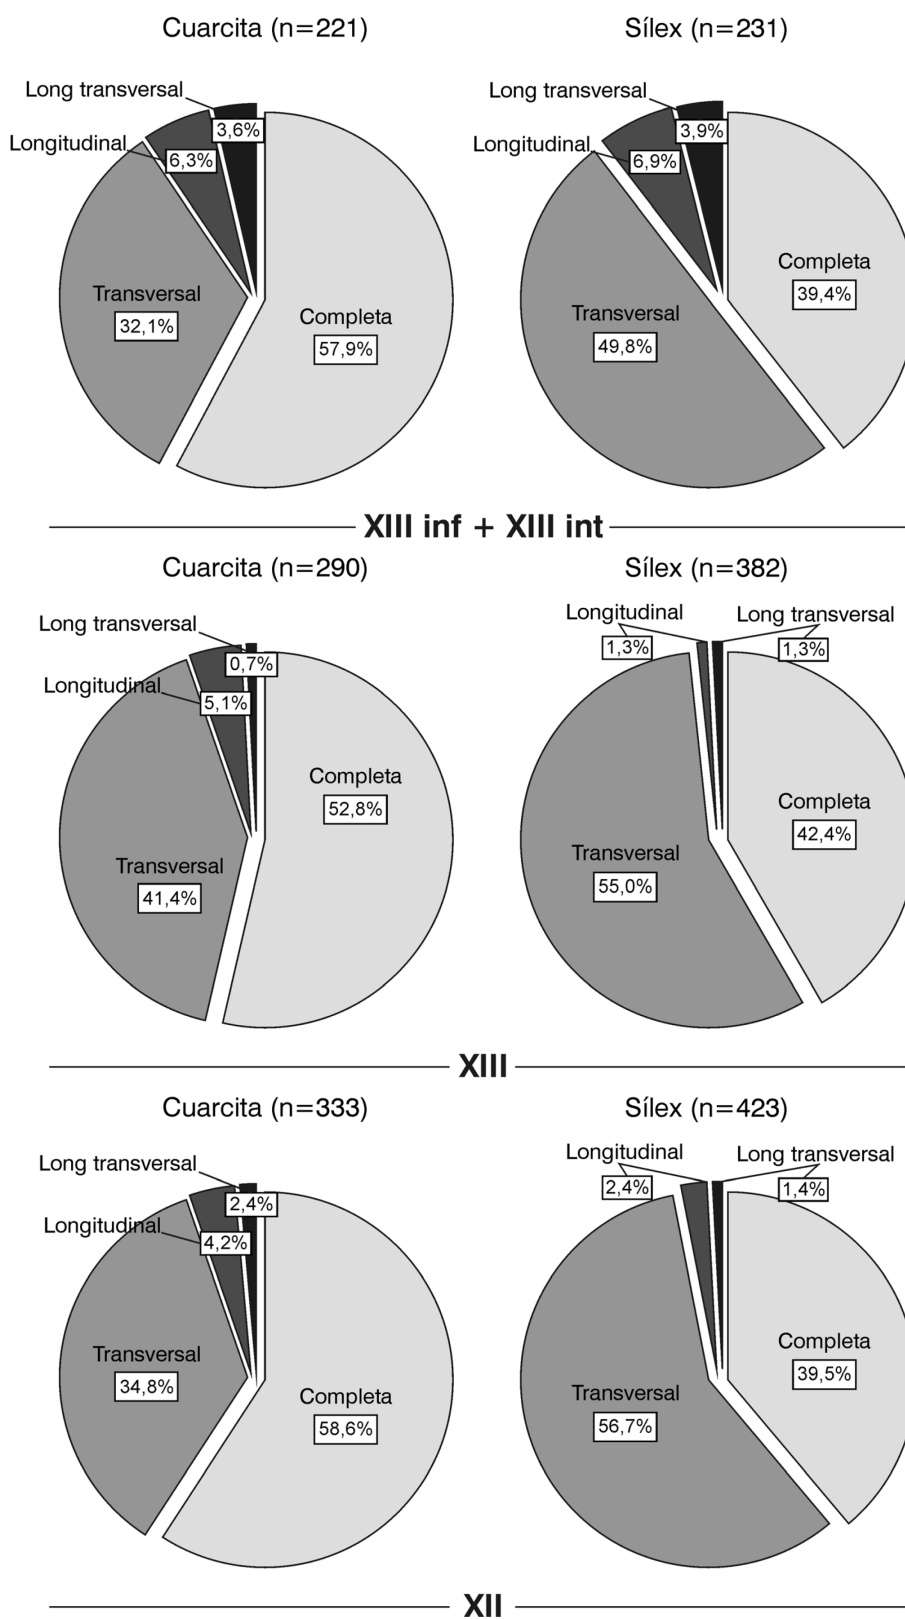 Cuarcita (n=221)
Sílex (n=231)
Long transversal
3,6%
Longitudinal
6,3%
Transversal
32,1%
Completa
57,9%
Long transversal
3,9%
Longitudinal
6,9%
Transversal
49,8%
Completa
39,4%
XIII inf + XIII int
Cuarcita (n=290)
Sílex (n=382)
Long transversal
0,7%
Longitudinal
5,1%
Transversal
41,4%
Completa
52,8%
Longitudinal
1,3%
Long transversal
1,3%
Transversal
55,0%
Completa
42,4%
XIII
Cuarcita (n=333)
Sílex (n=423)
Long transversal
2,4%
Longitudinal
4,2%
Transversal
34,8%
Completa
58,6%
Longitudinal
2,4%
Long transversal
1,4%
Transversal
56,7%
Completa
39,5%
XII